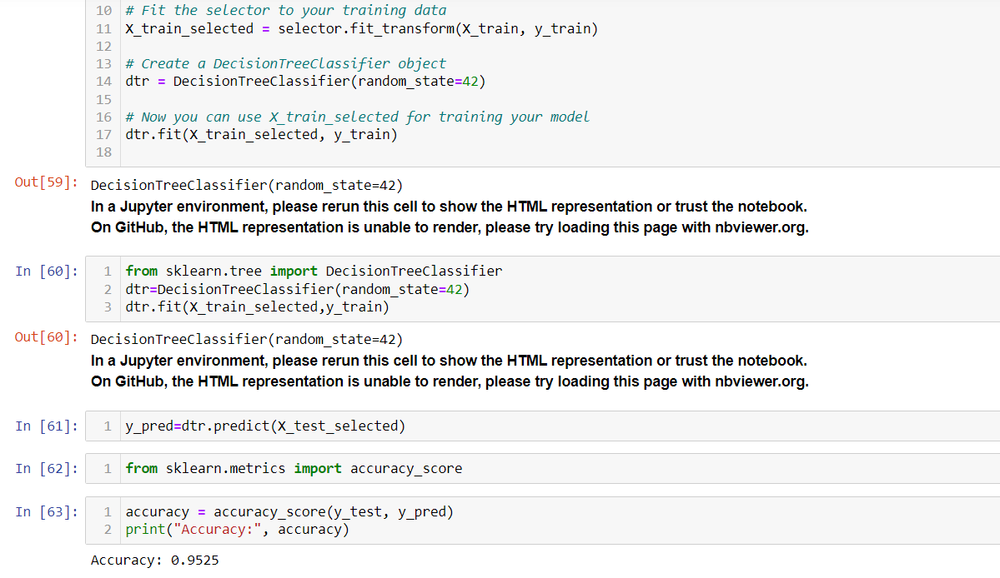 10 # Fit the selector to your training data
11 X_train_selected = selector.fit_transform(X_train, y_train)
12
13 # Create a DecisionTreeClassifier object
14 dtr = DecisionTreeClassifier(random_state=42)
15
16 # Now you can use X_train_selected for training your model
17 dtr.fit(X_train_selected, y_train)
18
Out[59]: DecisionTreeClassifier(random_state=42)
In a Jupyter environment, please rerun this cell to show the HTML representation or trust the notebook.
On GitHub, the HTML representation is unable to render, please try loading this page with nbviewer.org.
In [60]: 1 from sklearn.tree import DecisionTreeClassifier
2 dtr=DecisionTreeClassifier(random_state=42)
3 dtr.fit(X_train_selected,y_train)
Out[60]: DecisionTreeClassifier(random_state=42)
In a Jupyter environment, please rerun this cell to show the HTML representation or trust the notebook.
On GitHub, the HTML representation is unable to render, please try loading this page with nbviewer.org.
In [61]: 1 y_pred=dtr.predict(X_test_selected)
In [62]: 1 from sklearn.metrics import accuracy_score
In [63]: 1 accuracy = accuracy_score(y_test, y_pred)
2 print("Accuracy:", accuracy)
Accuracy: 0.9525